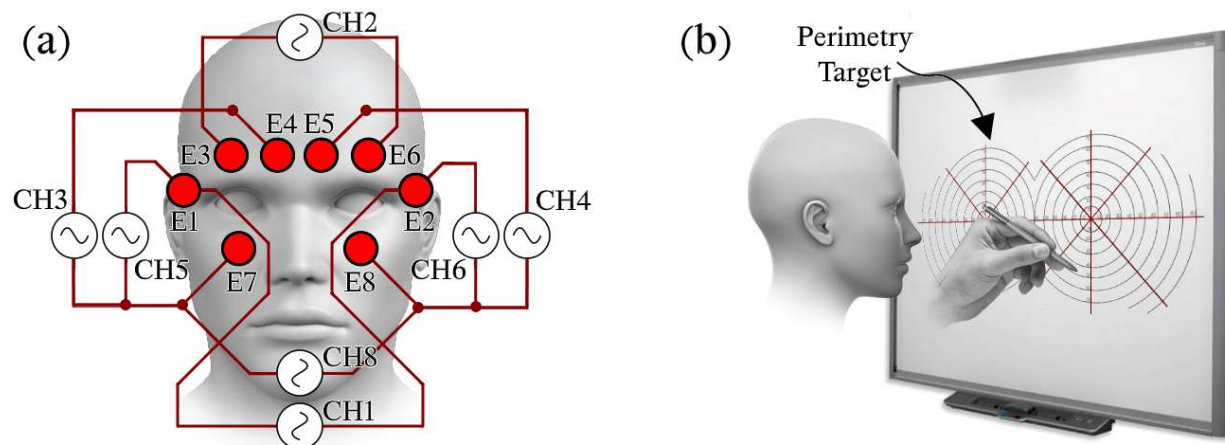 (a)
CH2
(b)
Perimetry
Target
E4 E5
E3
E6
CH3
E1
E2
CH4
CH5
E7
E8
CH6
CH8
CH1